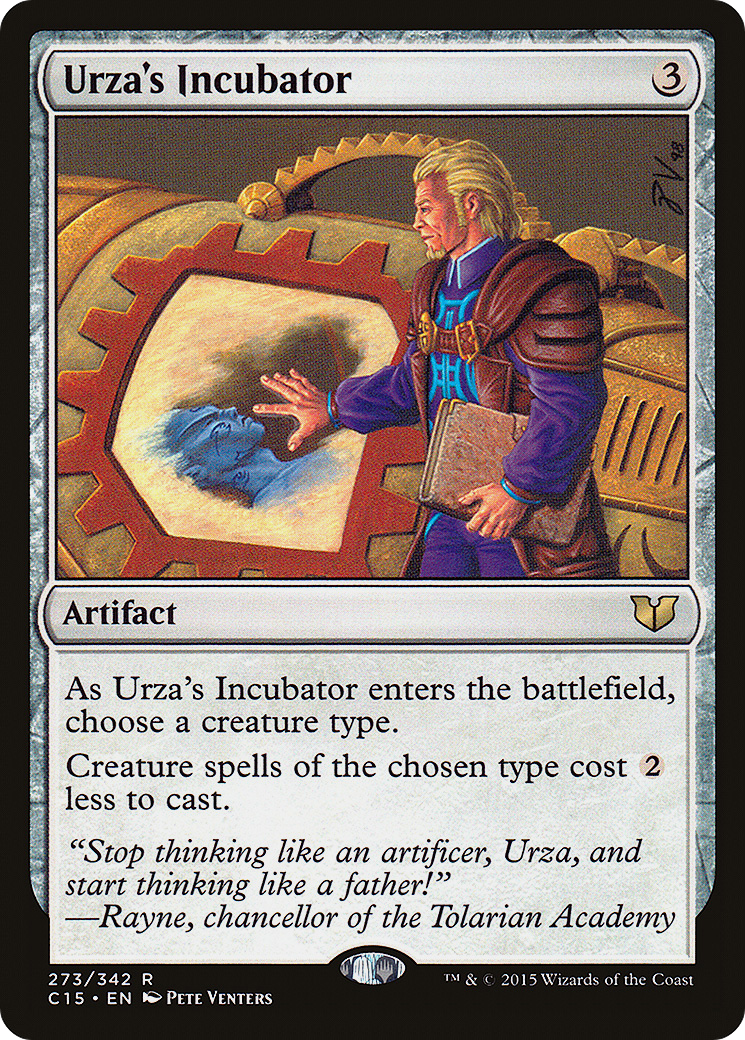 Urza's Incubator 3
PV 98
Artifact
As Urza's Incubator enters the battlefield,
choose a creature type.
Creature spells of the chosen type cost 2
less to cast.
"Stop thinking like an artificer, Urza, and
start thinking like a father!"
—Rayne, chancellor of the Tolarian Academy
273/342 R
C15 • EN Pete Venters
™ & © 2015 Wizards of the Coast